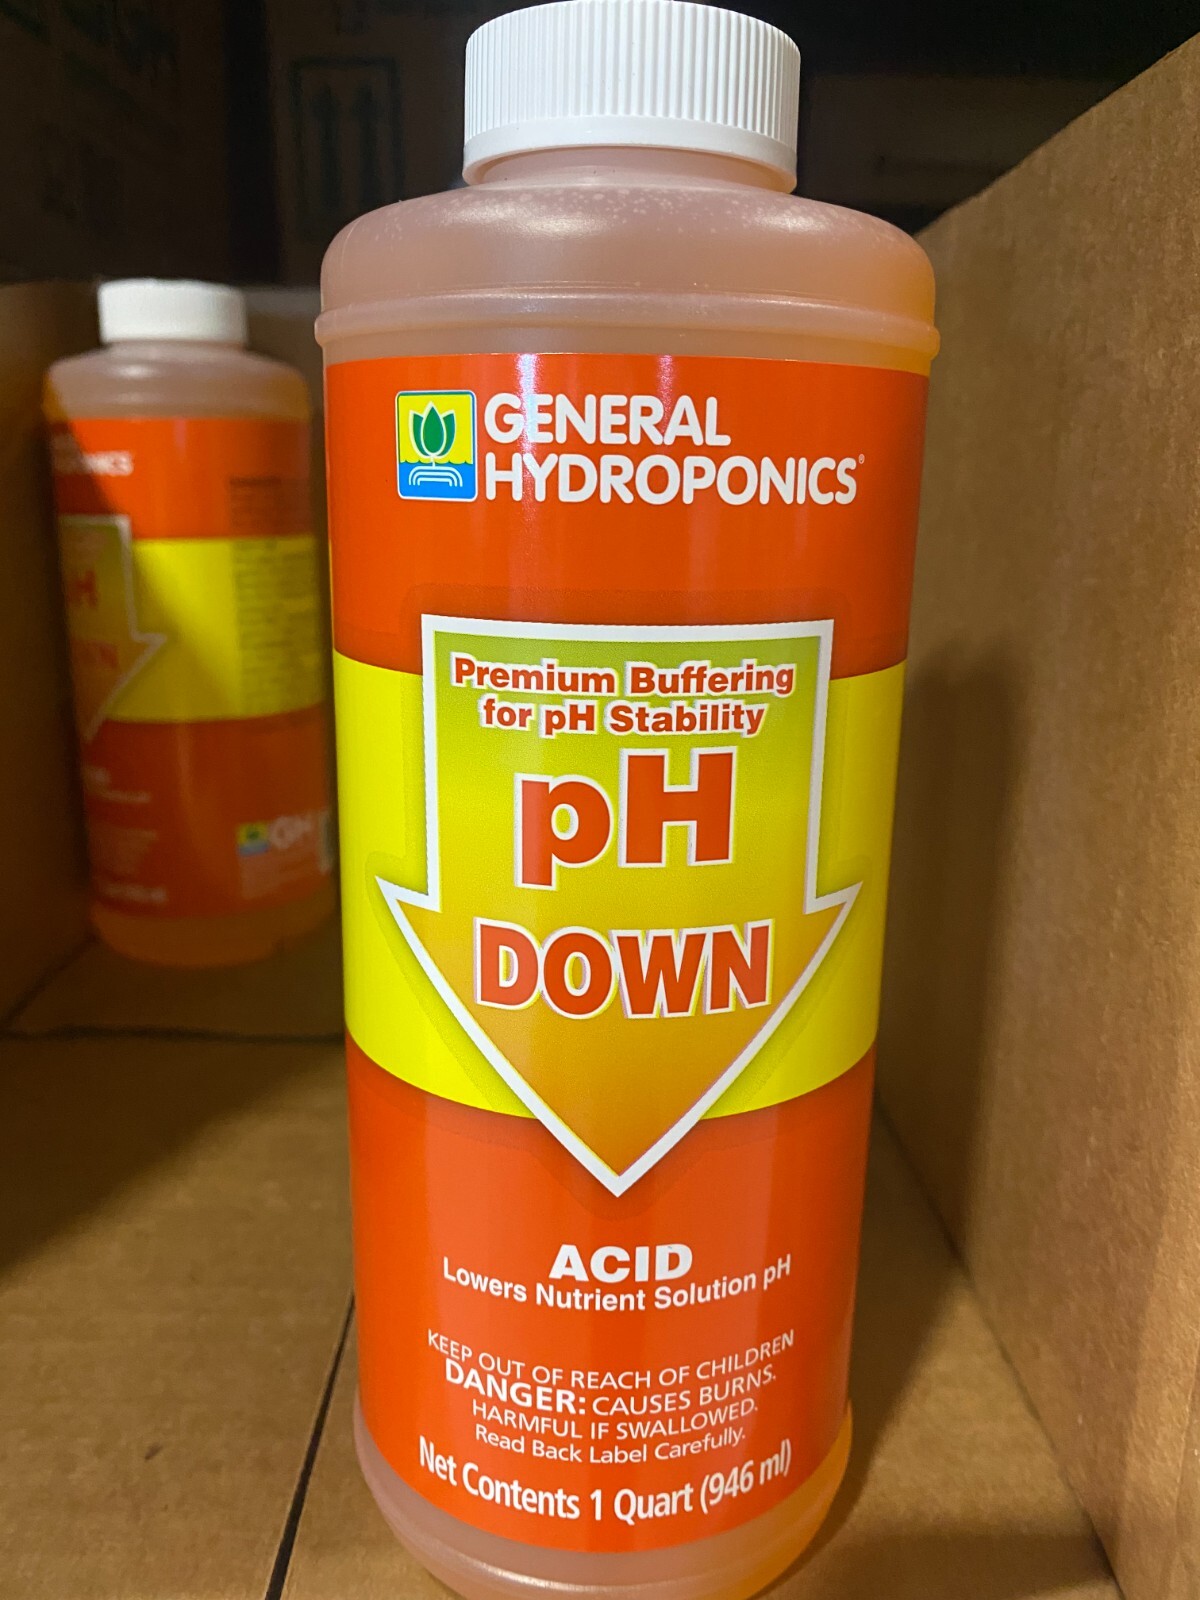 GENERAL
HYDROPONICS®
Premium Buffering
for pH Stability
pH
DOWN
ACID
Lowers Nutrient Solution pH
KEEP OUT OF REACH OF CHILDREN
DANGER: CAUSES BURNS.
HARMFUL IF SWALLOWED.
Read Back Label Carefully.
Net Contents 1 Quart (946 ml)
GH